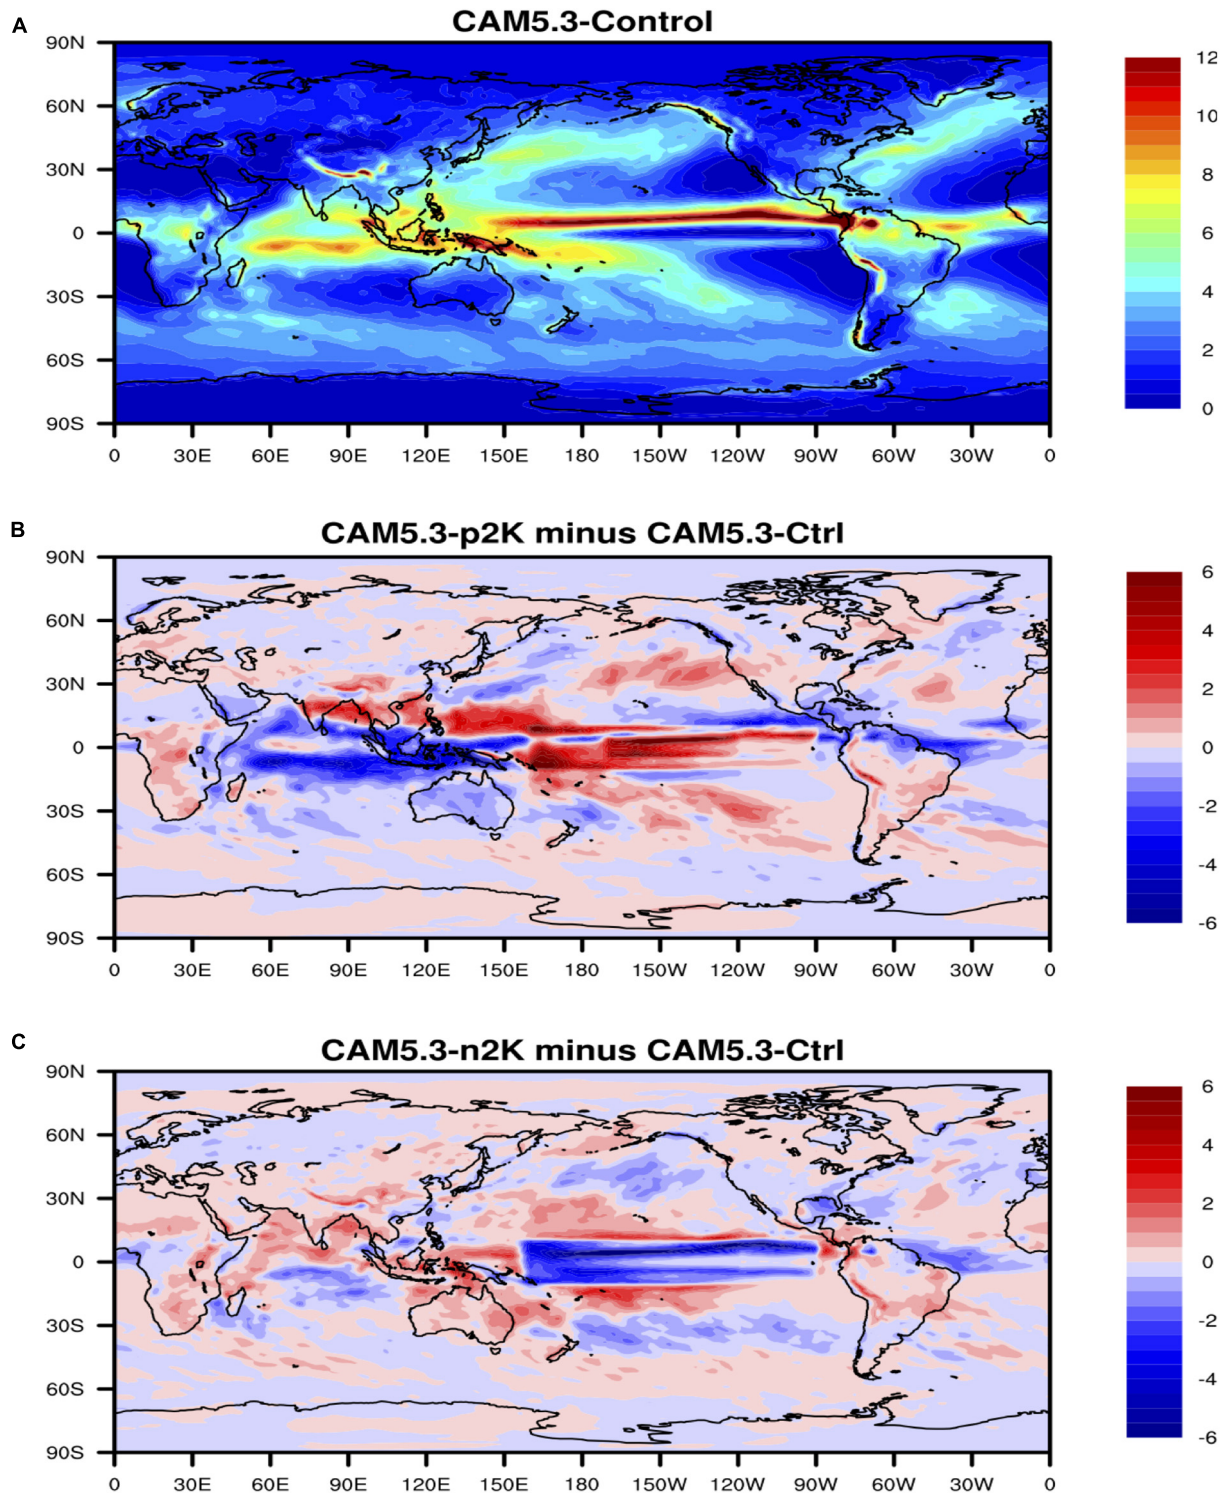 A
CAM5.3-Control
90N
60N
30N
0
30S
60S
90S
0 30E 60E 90E 120E 150E 180 150W 120W 90W 60W 30W 0
12
10
8
6
4
2
0
B
CAM5.3-p2K minus CAM5.3-Ctrl
90N
60N
30N
0
30S
60S
90S
0 30E 60E 90E 120E 150E 180 150W 120W 90W 60W 30W 0
6
4
2
0
-2
-4
-6
C
CAM5.3-n2K minus CAM5.3-Ctrl
90N
60N
30N
0
30S
60S
90S
0 30E 60E 90E 120E 150E 180 150W 120W 90W 60W 30W 0
6
4
2
0
-2
-4
-6